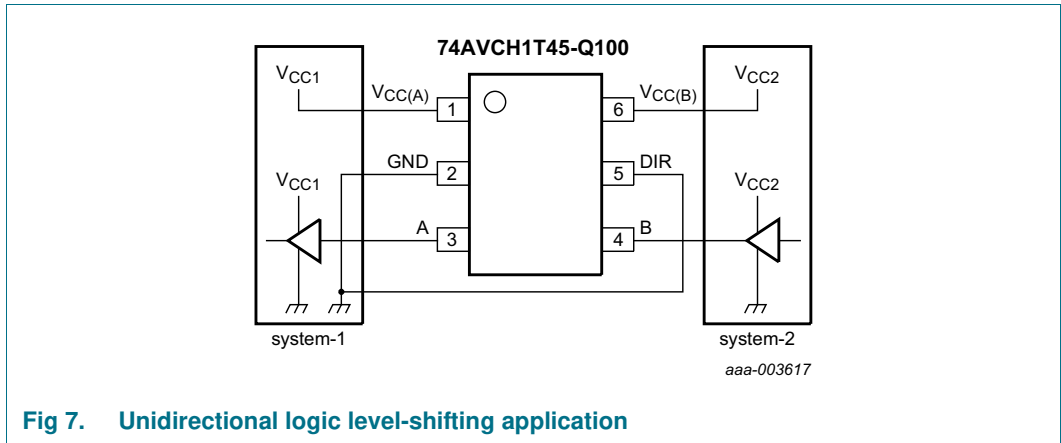 74AVCH1T45-Q100
VCC1
VCC(A)
1
6
VCC(B)
VCC2
GND
2
5
DIR
VCC1
VCC2
A
3
4
B
system-1
system-2
aaa-003617
Fig 7. Unidirectional logic level-shifting application